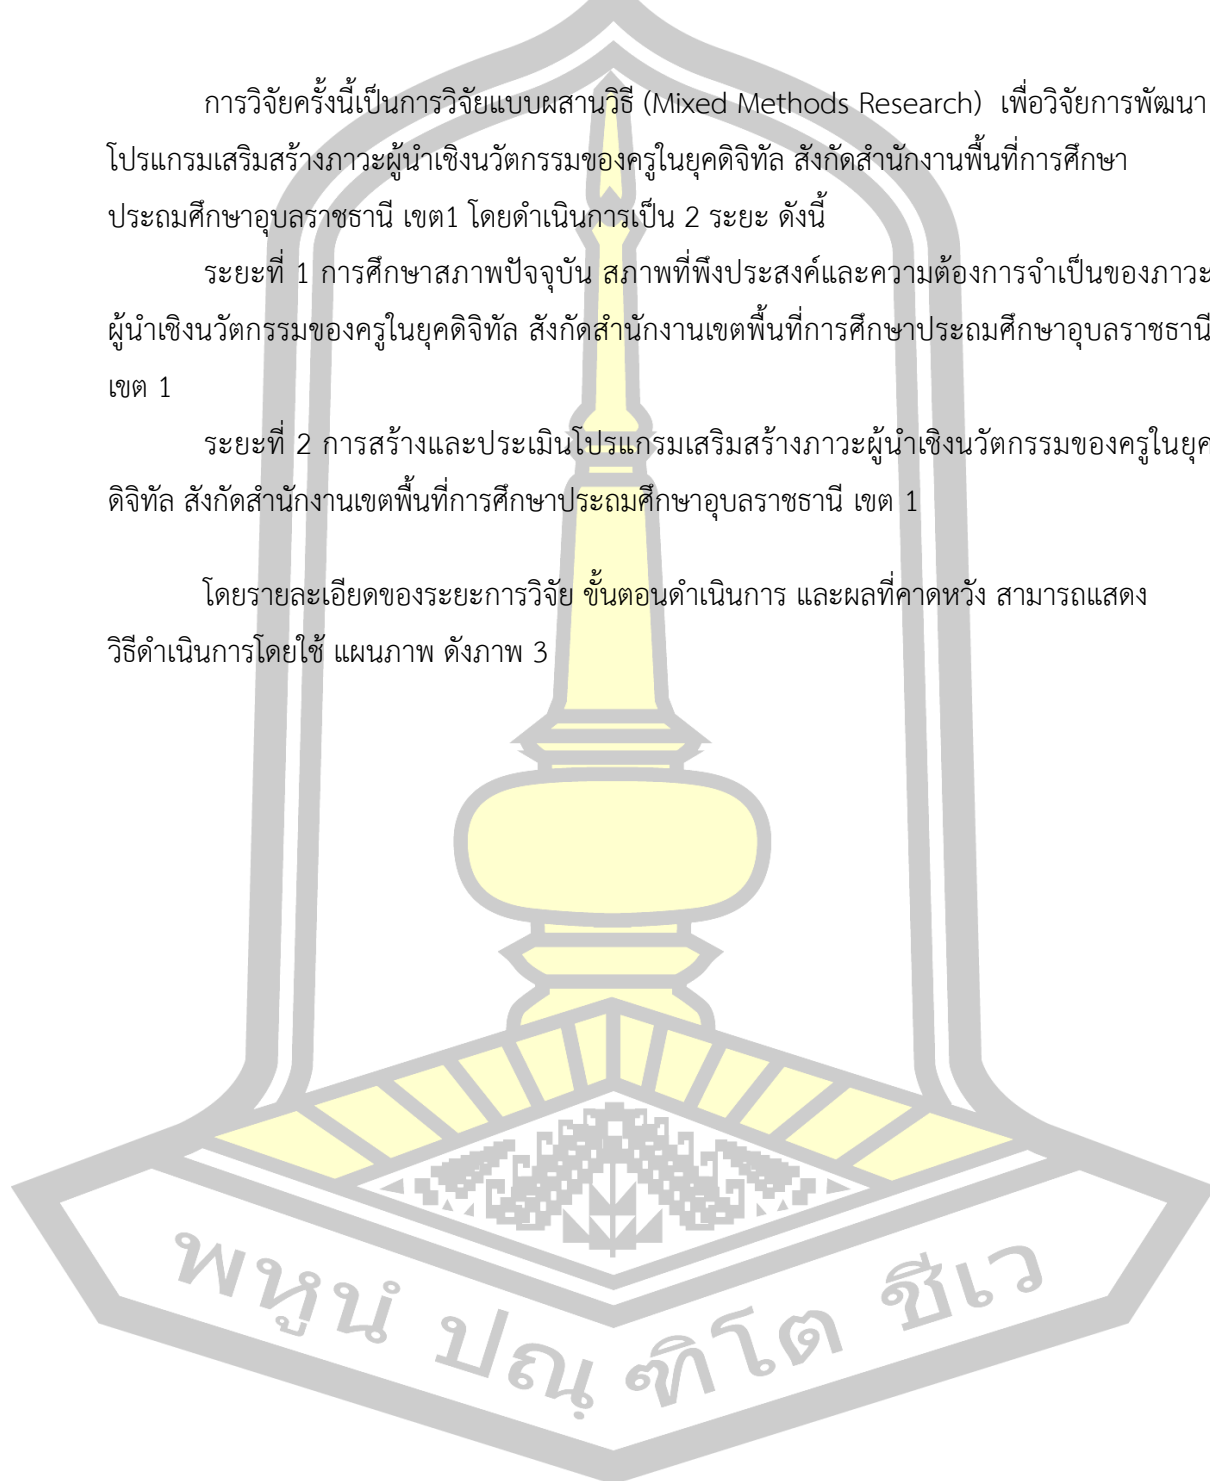 การวิจัยครั้งนี้เป็นการวิจัยแบบผสานวิธี (Mixed Methods Research) เพื่อวิจัยการพัฒนา
โปรแกรมเสริมสร้างภาวะผู้นำเชิงนวัตกรรมของครูในยุคดิจิทัล สังกัดสำนักงานพื้นที่การศึกษา
ประถมศึกษาอุบลราชธานี เขต1 โดยดำเนินการเป็น 2 ระยะ ดังนี้
ระยะที่ 1 การศึกษาสภาพปัจจุบัน สภาพที่พึงประสงค์และความต้องการจำเป็นของภาวะ
ผู้นำเชิงนวัตกรรมของครูในยุคดิจิทัล สังกัดสำนักงานเขตพื้นที่การศึกษาประถมศึกษาอุบลราชธานี
เขต 1
ระยะที่ 2 การสร้างและประเมินโปรแกรมเสริมสร้างภาวะผู้นำเชิงนวัตกรรมของครูในยุค
ดิจิทัล สังกัดสำนักงานเขตพื้นที่การศึกษาประถมศึกษาอุบลราชธานี เขต 1
โดยรายละเอียดของระยะการวิจัย ขั้นตอนดำเนินการ และผลที่คาดหวัง สามารถแสดง
วิธีดำเนินการโดยใช้ แผนภาพ ดังภาพ 3
พหูนํ ปณฺฑิโต ชีเว